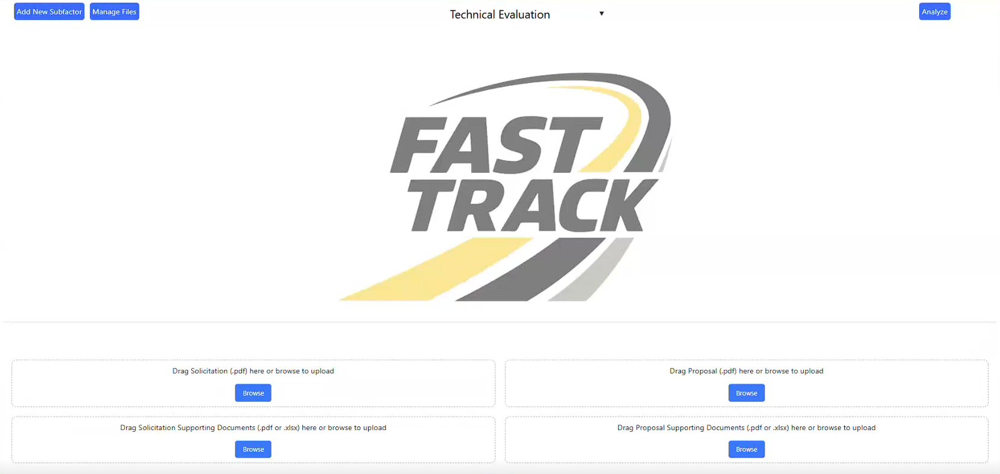 Add New Subfactor
Manage Files
Technical Evaluation
Analyze
FAST
TRACK
Drag Solicitation (.pdf) here or browse to upload
Browse
Drag Proposal (.pdf) here or browse to upload
Browse
Drag Solicitation Supporting Documents (.pdf or .xlsx) here or browse to upload
Browse
Drag Proposal Supporting Documents (.pdf or .xlsx) here or browse to upload
Browse